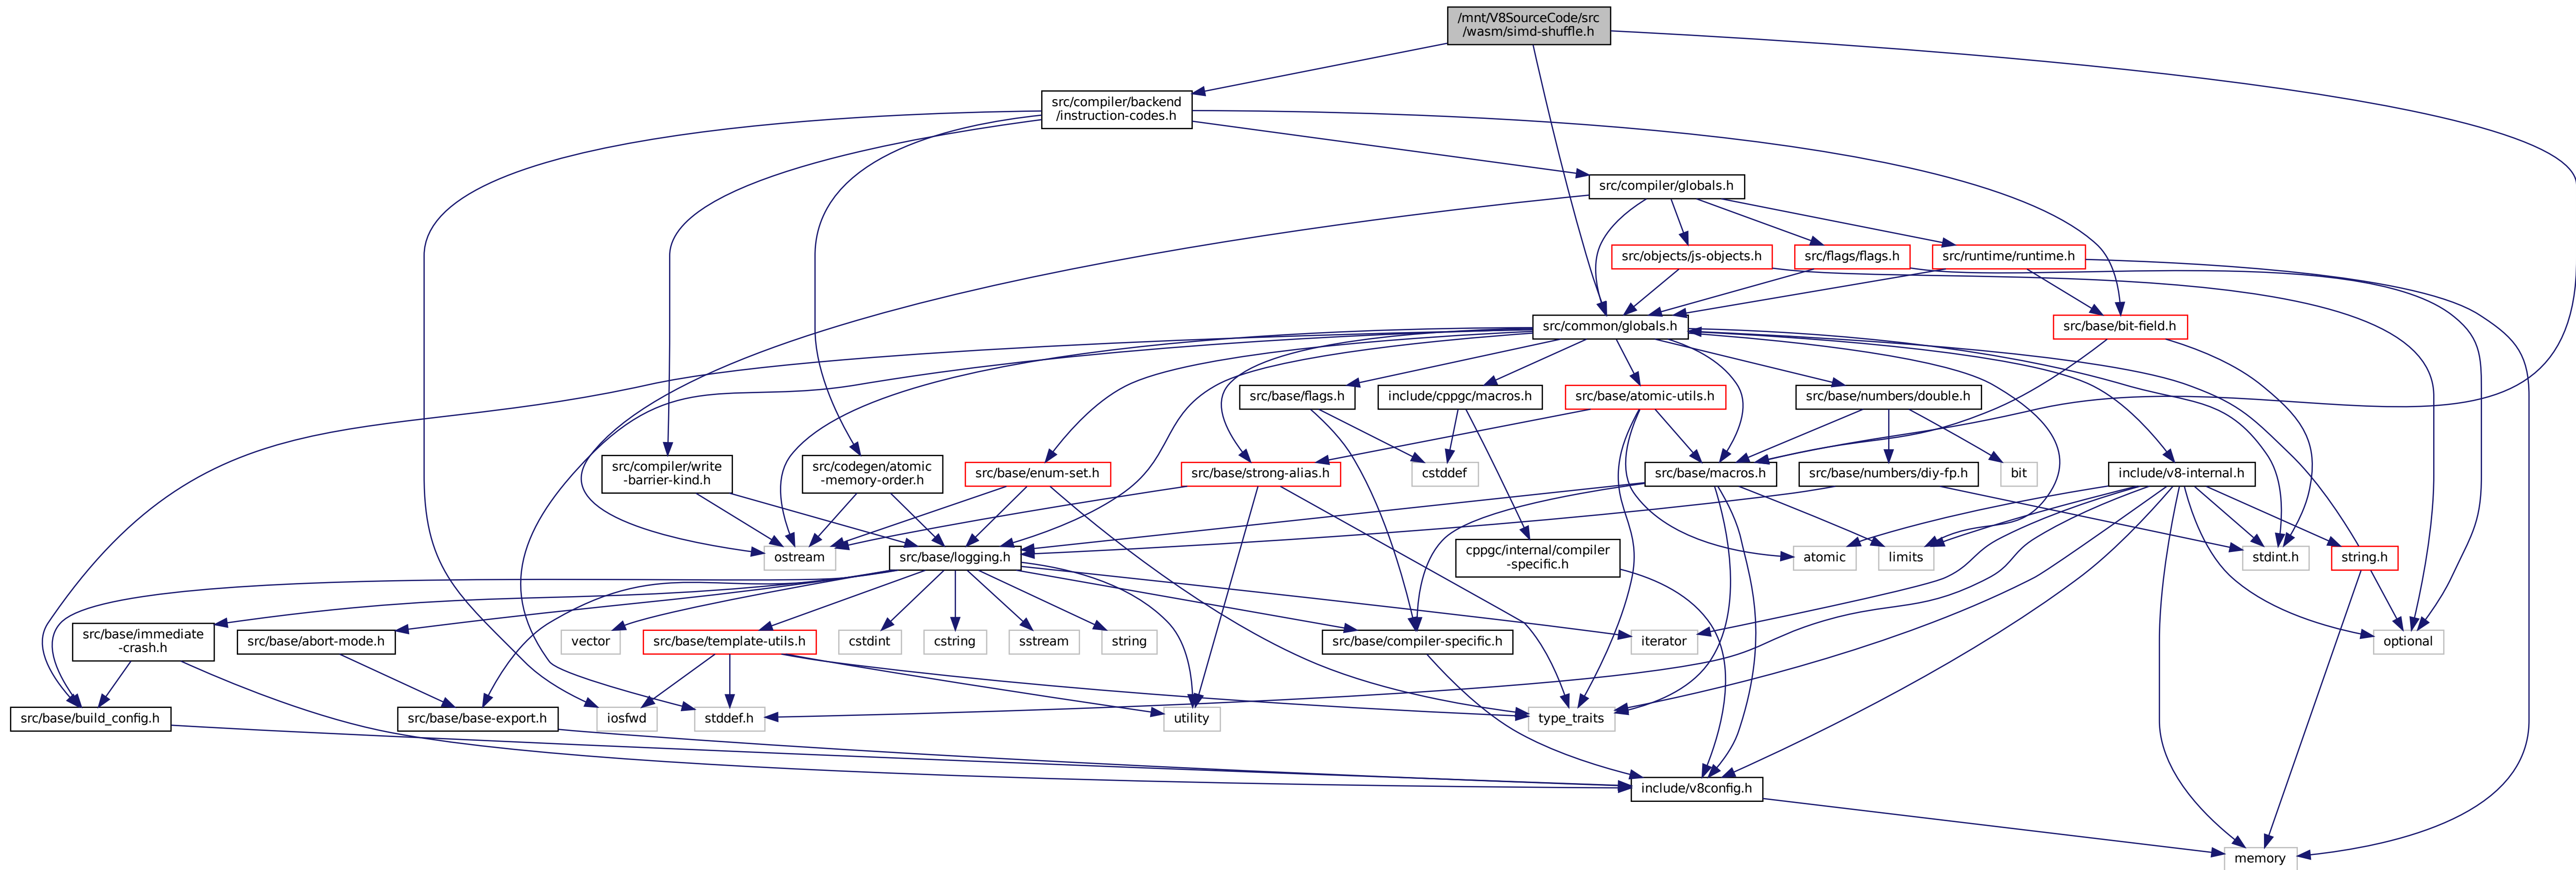 /mnt/V8SourceCode/src
/wasm/simd-shuffle.h
src/compiler/backend
/instruction-codes.h
src/compiler/globals.h
src/objects/js-objects.h
src/flags/flags.h
src/runtime/runtime.h
src/common/globals.h
src/base/bit-field.h
src/base/flags.h
include/cppgc/macros.h
src/base/atomic-utils.h
src/base/numbers/double.h
src/compiler/write
-barrier-kind.h
src/codegen/atomic
-memory-order.h
src/base/enum-set.h
src/base/strong-alias.h
cstddef
src/base/macros.h
src/base/numbers/diy-fp.h
bit
include/v8-internal.h
ostream
src/base/logging.h
cppgc/internal/compiler
-specific.h
atomic
limits
stdint.h
string.h
src/base/immediate
-crash.h
src/base/abort-mode.h
vector
src/base/template-utils.h
cstdint
cstring
sstream
string
src/base/compiler-specific.h
iterator
optional
src/base/build_config.h
src/base/base-export.h
iosfwd
stddef.h
utility
type_traits
include/v8config.h
memory